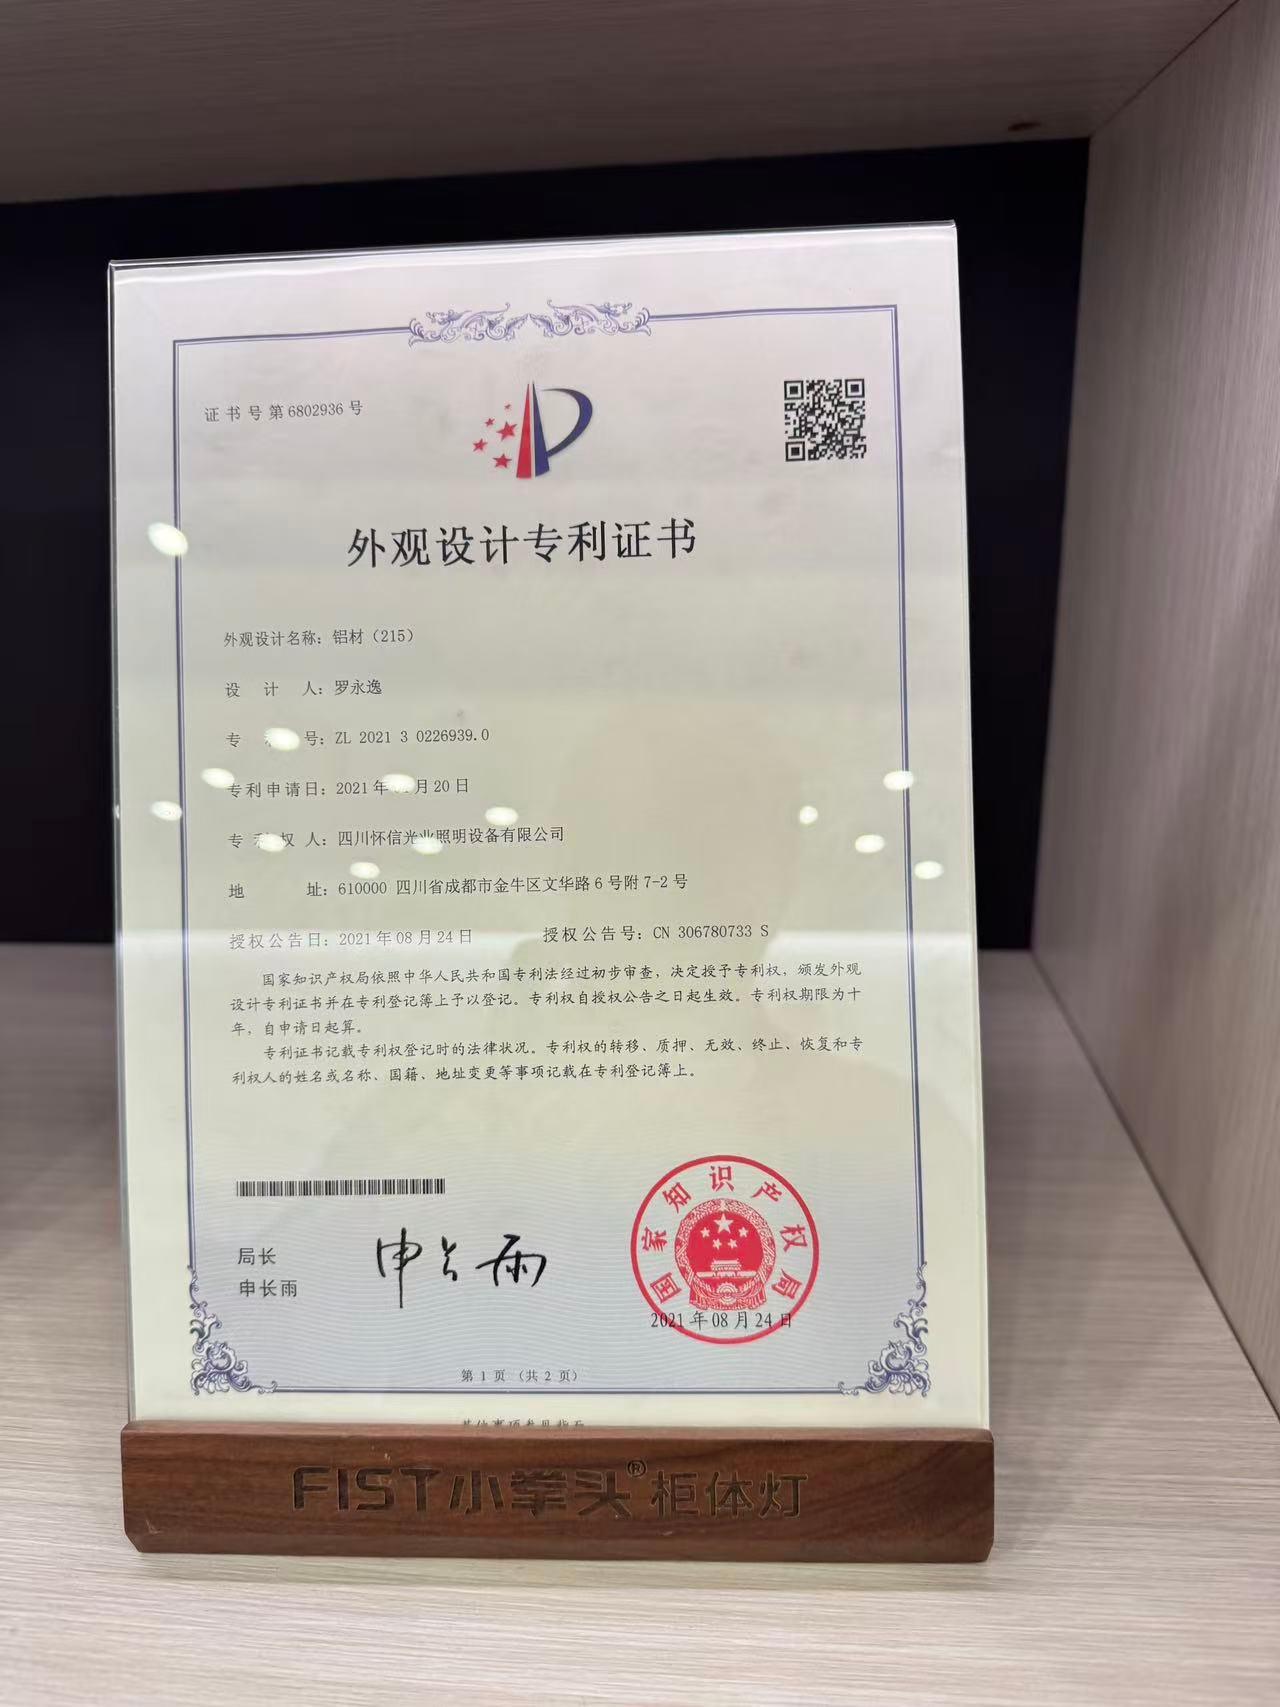 证书号第6802936号
外观设计专利证书
外观设计名称：铝材（215）
设计人：罗永逸
专利号：ZL 2021 3 0226939.0
专利申请日：2021年 月20日
专利权人：四川怀信光业照明设备有限公司
地址：610000 四川省成都市金牛区文华路6号附7-2号
授权公告日：2021年08月24日 授权公告号：CN 306780733 S
国家知识产权局依照中华人民共和国专利法经过初步审查，决定授予专利权，颁发外观
设计专利证书并在专利登记簿上予以登记。专利权自授权公告之日起生效。专利权期限为十
年，自申请日起算。
专利证书记载专利权登记时的法律状况。专利权的转移、质押、无效、终止、恢复和专
利权人的姓名或名称、国籍、地址变更等事项记载在专利登记簿上。
局长
申长雨
申长雨
国家知识产权局
2021年08月24日
第1页（共2页）
FIST小拳头®柜体灯